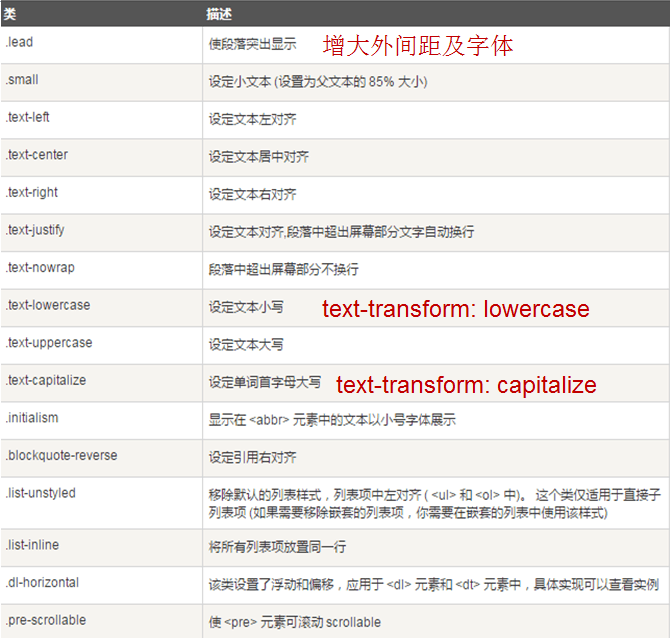 类 描述
.lead 使段落突出显示 增大外间距及字体
.small 设定小文本 (设置为父文本的 85% 大小)
.text-left 设定文本左对齐
.text-center 设定文本居中对齐
.text-right 设定文本右对齐
.text-justify 设定文本对齐,段落中超出屏幕部分文字自动换行
.text-nowrap 段落中超出屏幕部分不换行
.text-lowercase 设定文本小写 text-transform: lowercase
.text-uppercase 设定文本大写
.text-capitalize 设定单词首字母大写 text-transform: capitalize
.initialism 显示在 <abbr> 元素中的文本以小号字体展示
.blockquote-reverse 设定引用右对齐
.list-unstyled 移除默认的列表样式，列表项中左对齐 ( <ul> 和 <ol> 中)。 这个类仅适用于直接子
列表项 (如果需要移除嵌套的列表项，你需要在嵌套的列表中使用该样式)
.list-inline 将所有列表项放置同一行
.dl-horizontal 该类设置了浮动和偏移，应用于 <dl> 元素和 <dt> 元素中，具体实现可以查看实例
.pre-scrollable 使 <pre> 元素可滚动 scrollable